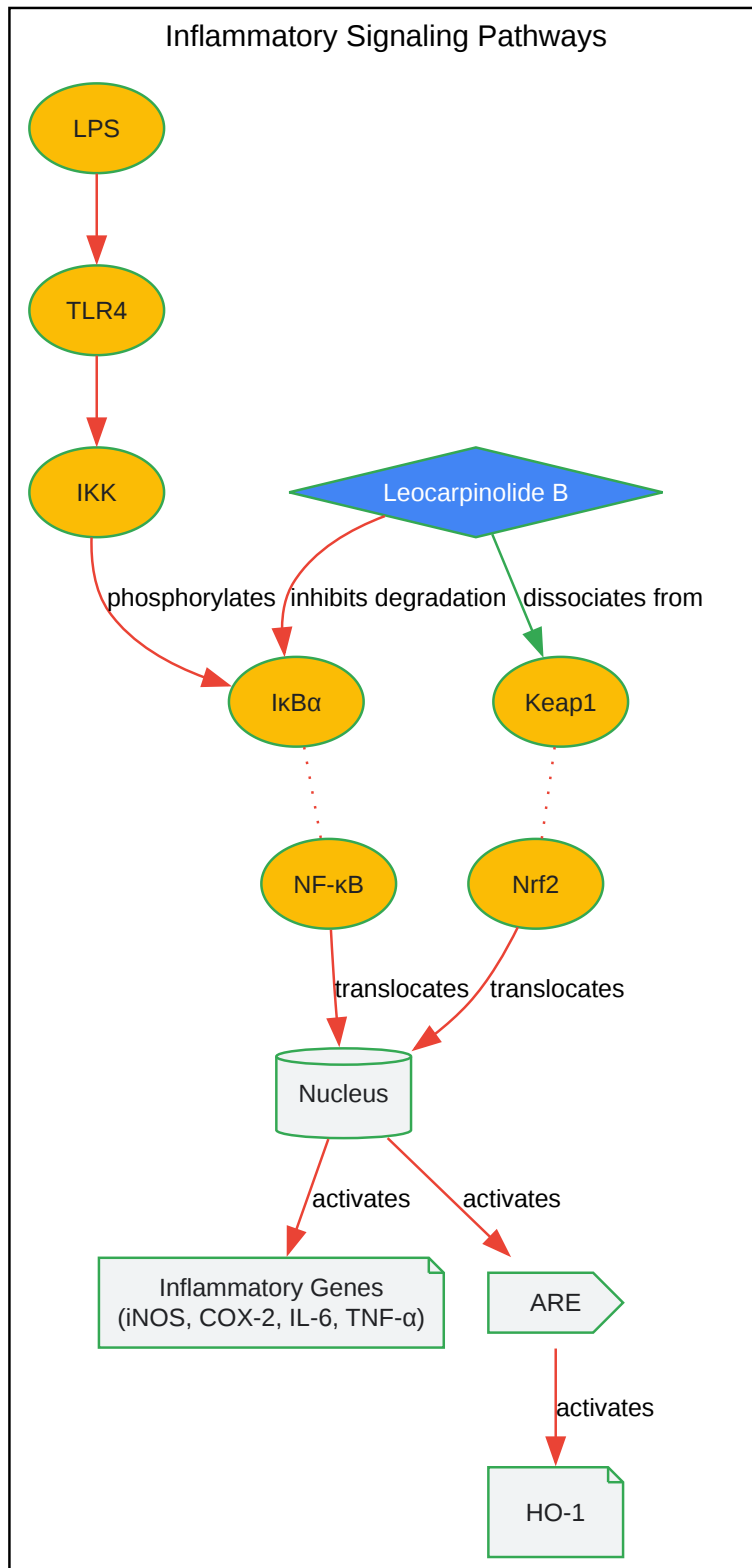 Inflammatory Signaling Pathways
LPS
TLR4
IKK
Leocarpinolide B
phosphorylates
inhibits degradation
dissociates from
IκBα
Keap1
NF-κB
Nrf2
translocates
translocates
Nucleus
activates
activates
Inflammatory Genes
(iNOS, COX-2, IL-6, TNF-α)
ARE
activates
HO-1